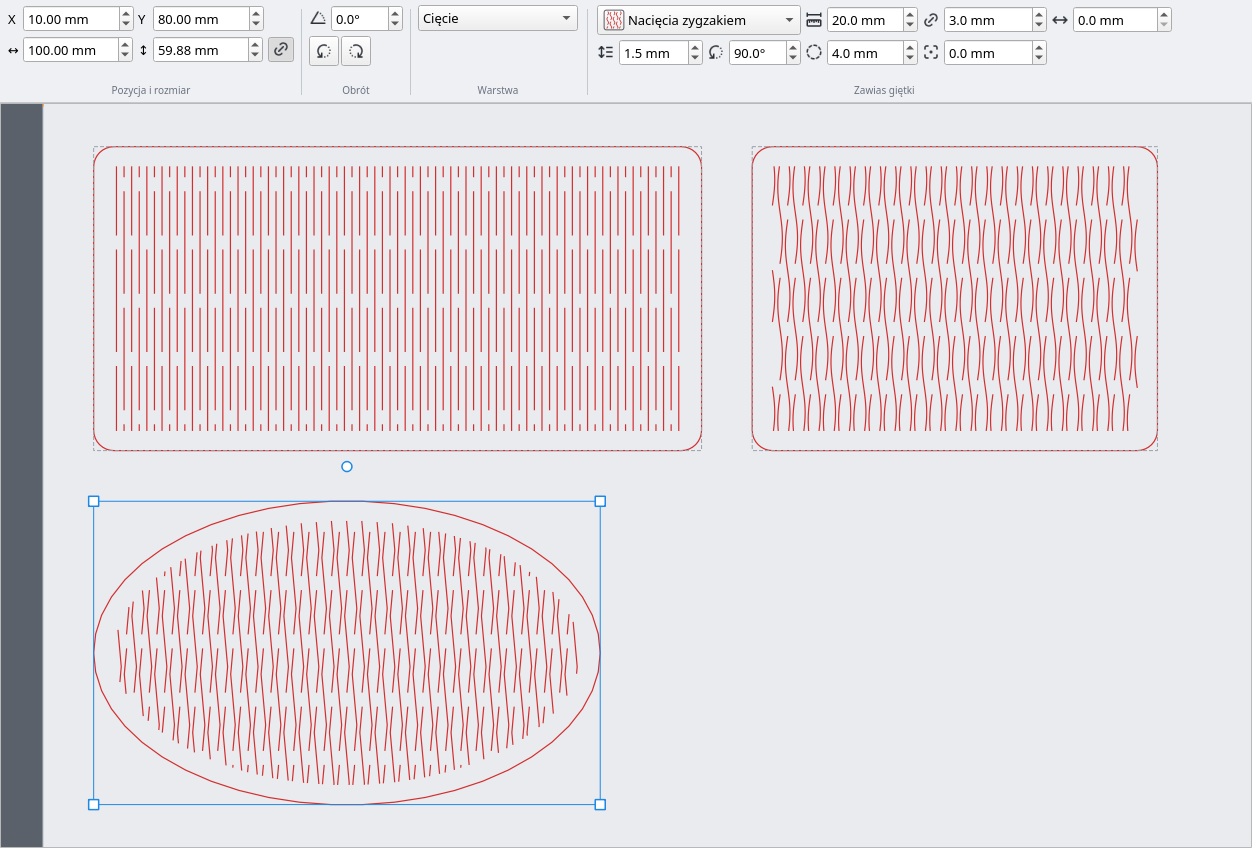 X 10.00 mm Y 80.00 mm 0.0° Cięcie Nacięcia zygzakiem 20.0 mm 3.0 mm 0.0 mm
100.00 mm 59.88 mm 1.5 mm 90.0° 4.0 mm 0.0 mm
Pozycja i rozmiar Obrót Warstwa Zawias giętki